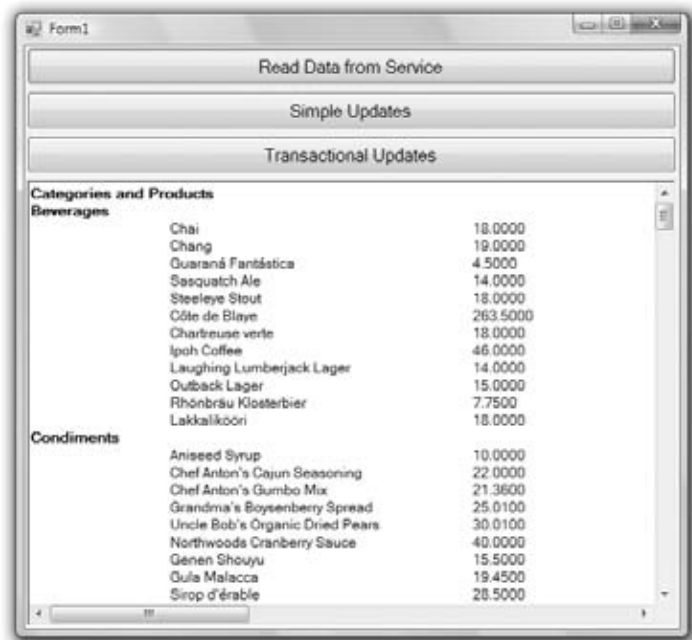 Form1
Read Data from Service
Simple Updates
Transactional Updates
Categories and Products
Beverages
Chai 18.0000
Chang 19.0000
Guaraná Fantástica 4.5000
Sasquatch Ale 14.0000
Steeleye Stout 18.0000
Côte de Blaye 263.5000
Chartreuse verte 18.0000
Ipoh Coffee 46.0000
Laughing Lumberjack Lager 14.0000
Outback Lager 15.0000
Rhönbräu Klosterbier 7.7500
Lakkalikööri 18.0000
Condiments
Aniseed Syrup 10.0000
Chef Anton's Cajun Seasoning 22.0000
Chef Anton's Gumbo Mix 21.3600
Grandma's Boysenberry Spread 25.0100
Uncle Bob's Organic Dried Pears 30.0100
Northwoods Cranberry Sauce 40.0000
Genen Shouyu 15.5000
Gula Malacca 19.4500
Sirop d'érable 28.5000